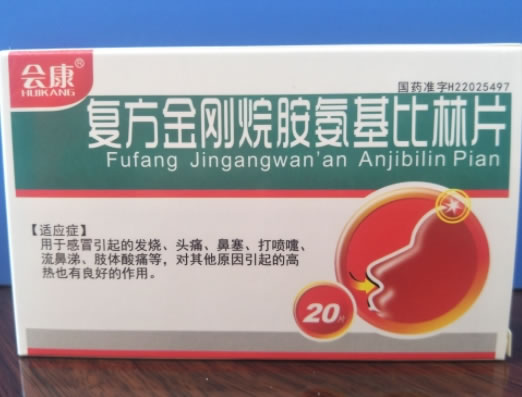 会康®
HUIKANG
国药准字H22025497
复方金刚烷胺氨基比林片
Fufang Jingangwan'an Anjibilin Pian
【适应症】
用于感冒引起的发烧、头痛、鼻塞、打喷嚏、
流鼻涕、肢体酸痛等，对其他原因引起的高
热也有良好的作用。
20片